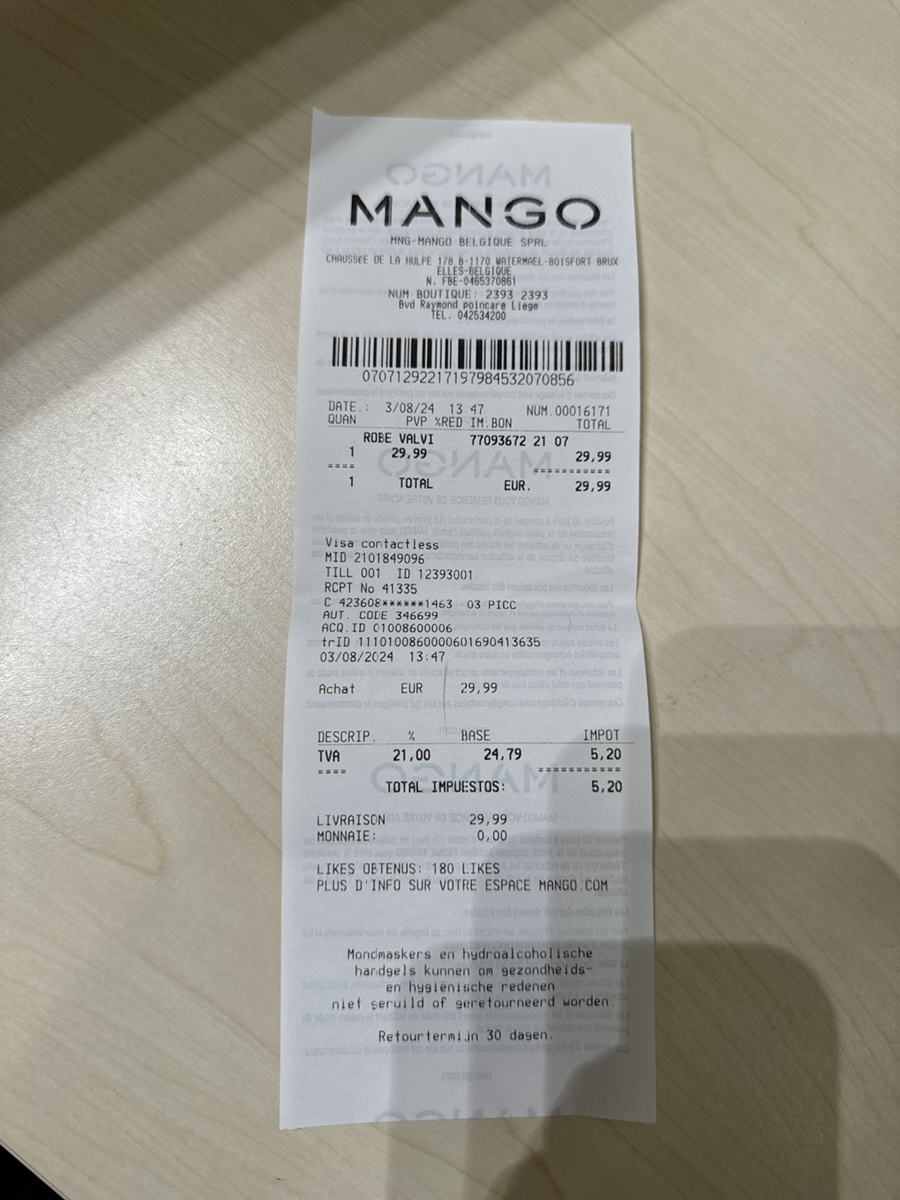 MANGO
MNG-MANGO BELGIQUE SPRL
CHAUSSEE DE LA HULPE 178 B-1170 WATERMAEL-BOISFORT BRUX
ELLES-BELGIQUE
N. FBE-0465370861
NUM BOUTIQUE: 2393 2393
Bvd Raymond poincare Liege
TEL. 042534200
07071292217197984532070856
DATE.: 3/08/24 13 47 NUM.00016171
QUAN PVP %RED IM.BON TOTAL
ROBE VALVI 77093672 21 07
1 29,99 29,99
==== ===========
1 TOTAL EUR. 29,99
Visa contactless
MID 2101849096
TILL 001 ID 12393001
RCPT No 41335
C 423608******1463 03 PICC
AUT. CODE 346699
ACQ.ID 01008600006
trID 1110100860000601690413635
03/08/2024 13:47
Achat EUR 29,99
DESCRIP. % BASE IMPOT
TVA 21,00 24,79 5,20
==== ===========
TOTAL IMPUESTOS: 5,20
LIVRAISON 29,99
MONNAIE: 0,00
LIKES OBTENUS: 180 LIKES
PLUS D'INFO SUR VOTRE ESPACE MANGO.COM
Mondmaskers en hydroalcoholische
handgels kunnen om gezondheids-
en hygiënische redenen
niet geruild of geretourneerd worden.
Retourtermijn 30 dagen.